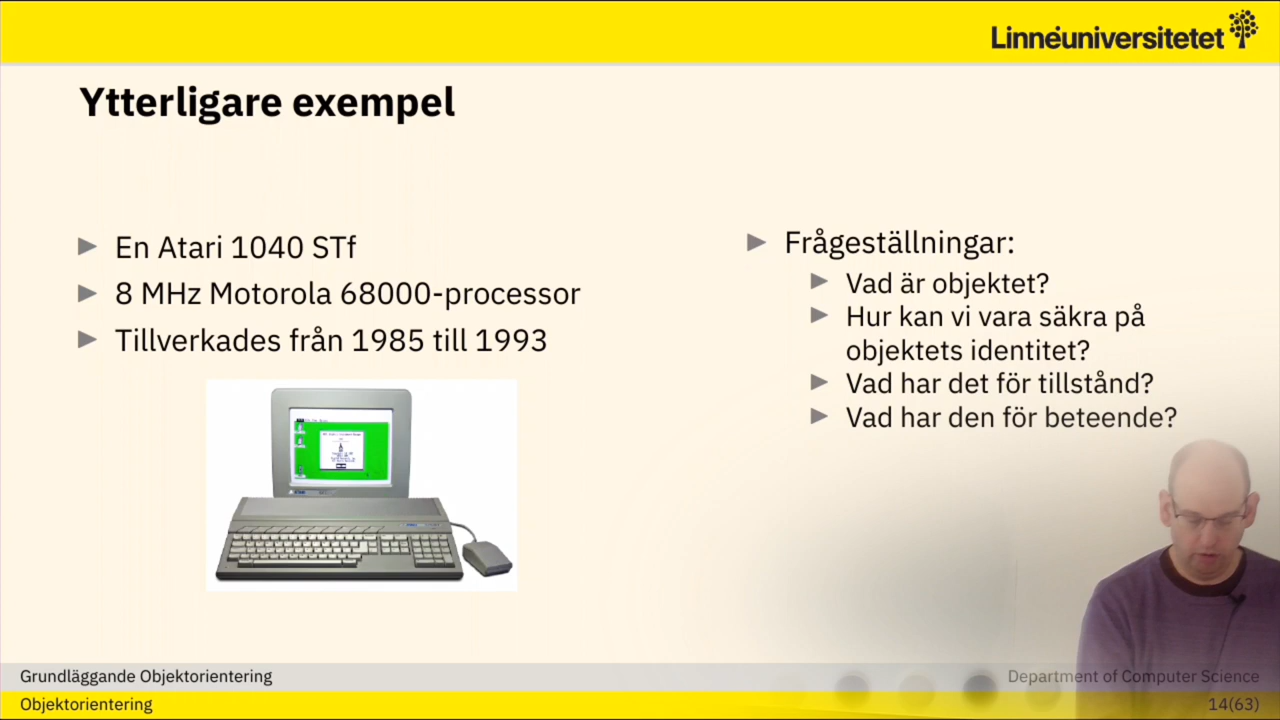 Linnéuniversitetet
Ytterligare exempel
En Atari 1040 STf
8 MHz Motorola 68000-processor
Tillverkades från 1985 till 1993
Frågeställningar:
Vad är objektet?
Hur kan vi vara säkra på
objektets identitet?
Vad har det för tillstånd?
Vad har den för beteende?
Grundläggande Objektorientering
Department of Computer Science
Objektorientering
14(63)